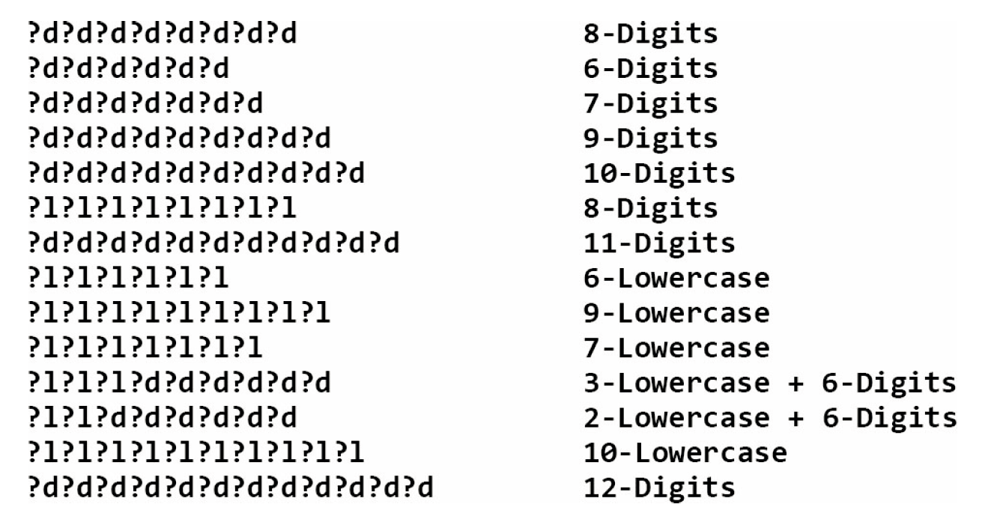 ?d?d?d?d?d?d?d?d 8-Digits
?d?d?d?d?d?d 6-Digits
?d?d?d?d?d?d?d 7-Digits
?d?d?d?d?d?d?d?d?d 9-Digits
?d?d?d?d?d?d?d?d?d?d 10-Digits
?l?l?l?l?l?l?l?l 8-Digits
?d?d?d?d?d?d?d?d?d?d?d 11-Digits
?l?l?l?l?l?l 6-Lowercase
?l?l?l?l?l?l?l?l?l 9-Lowercase
?l?l?l?l?l?l?l 7-Lowercase
?l?l?l?d?d?d?d?d?d 3-Lowercase + 6-Digits
?l?l?d?d?d?d?d?d 2-Lowercase + 6-Digits
?l?l?l?l?l?l?l?l?l?l 10-Lowercase
?d?d?d?d?d?d?d?d?d?d?d?d 12-Digits